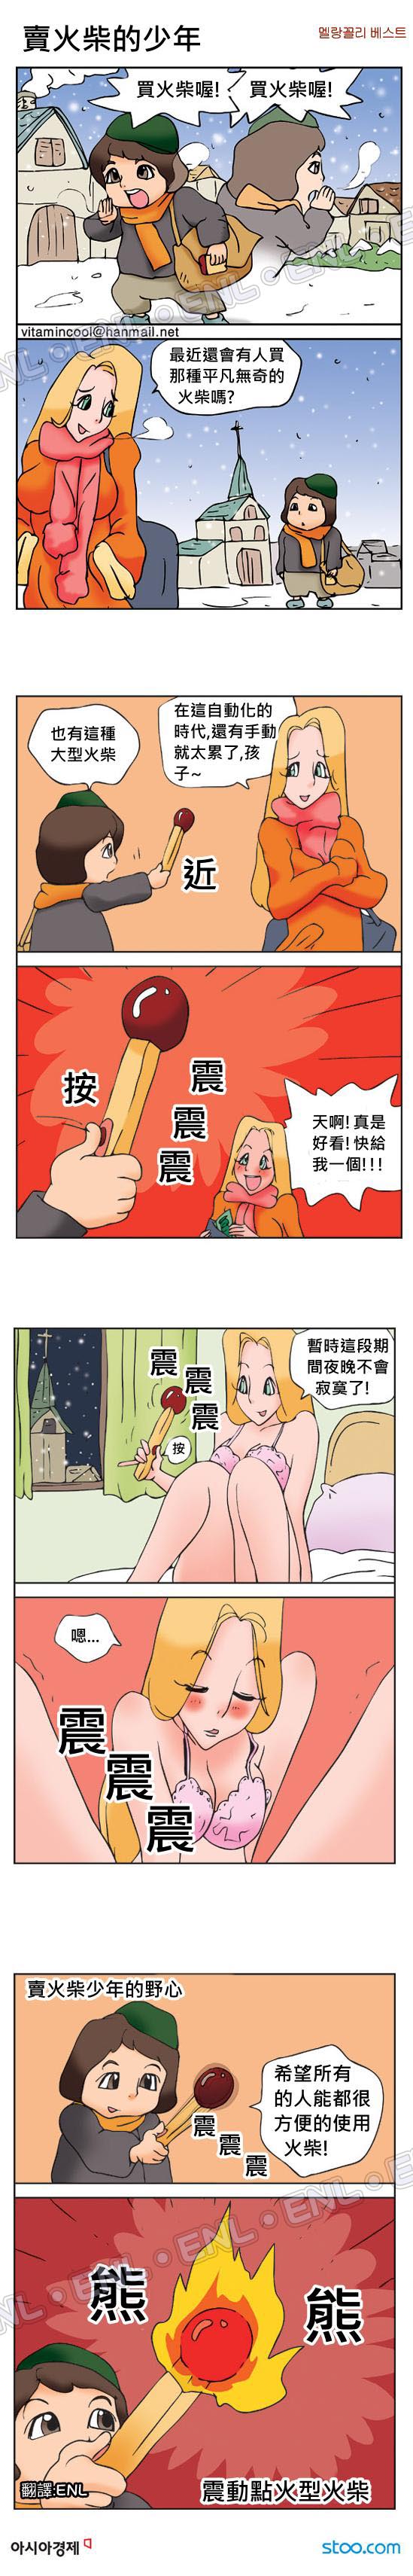 賣火柴的少年
멜랑꼴리 베스트
買火柴喔!
買火柴喔!
vitamincool@hanmail.net
最近還會有人買
那種平凡無奇的
火柴嗎?
也有這種
大型火柴
在這自動化的
時代,還有手動
就太累了,孩
子~
近
按
震
震
震
天啊! 真是
好看! 快給
我一個!!!
暫時這段期
間夜晚不會
寂寞了!
震
震
震
按
嗯...
震
震
震
賣火柴少年的野心
希望所有
的人能都很
方便的使用
火柴!
震
震
震
熊
熊
翻譯:ENL
震動點火型火柴
ENL
아시아경제
stoo.com